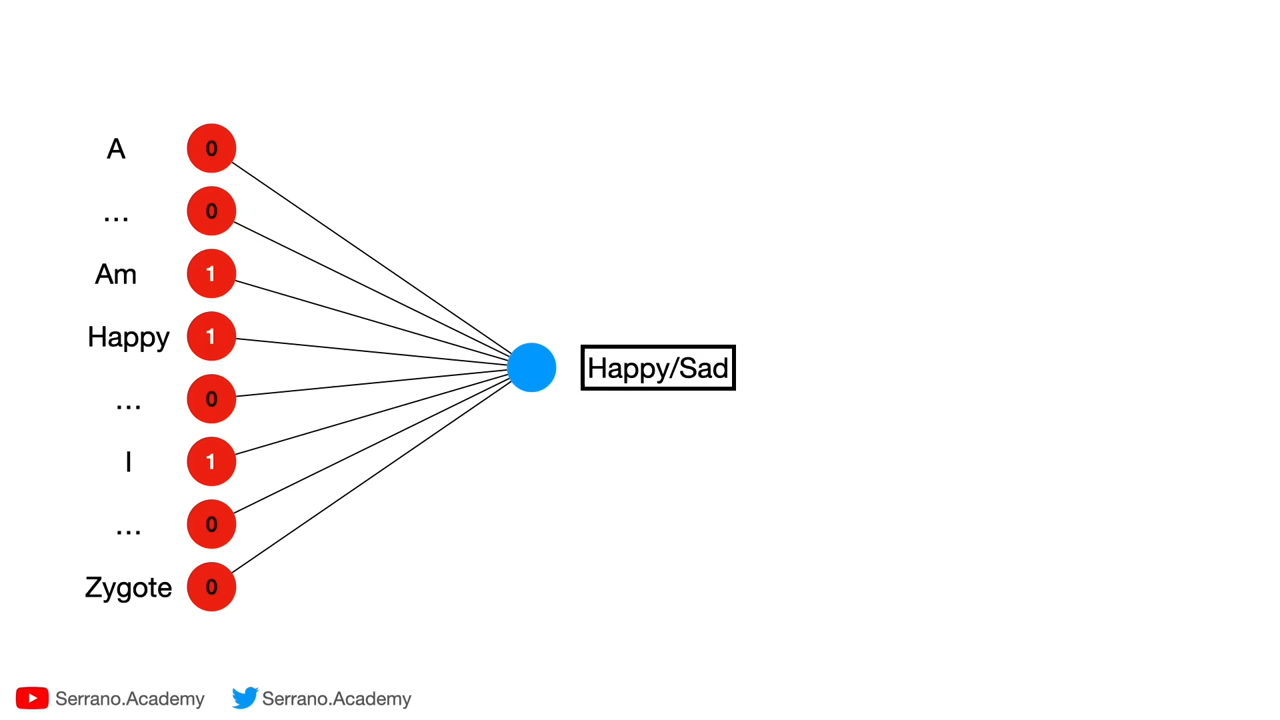 A 0
... 0
Am 1
Happy 1
... 0
I 1
... 0
Zygote 0
Happy/Sad
Serrano.Academy Serrano.Academy